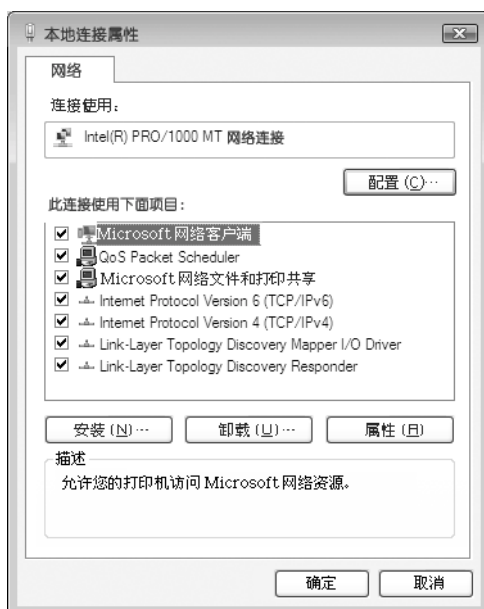 本地连接属性
网络
连接使用:
Intel(R) PRO/1000 MT 网络连接
配置(C)…
此连接使用下面项目:
Microsoft 网络客户端
QoS Packet Scheduler
Microsoft 网络文件和打印共享
Internet Protocol Version 6 (TCP/IPv6)
Internet Protocol Version 4 (TCP/IPv4)
Link-Layer Topology Discovery Mapper I/O Driver
Link-Layer Topology Discovery Responder
安装(N)… 卸载(U)… 属性(R)
描述
允许您的打印机访问 Microsoft 网络资源。
确定 取消